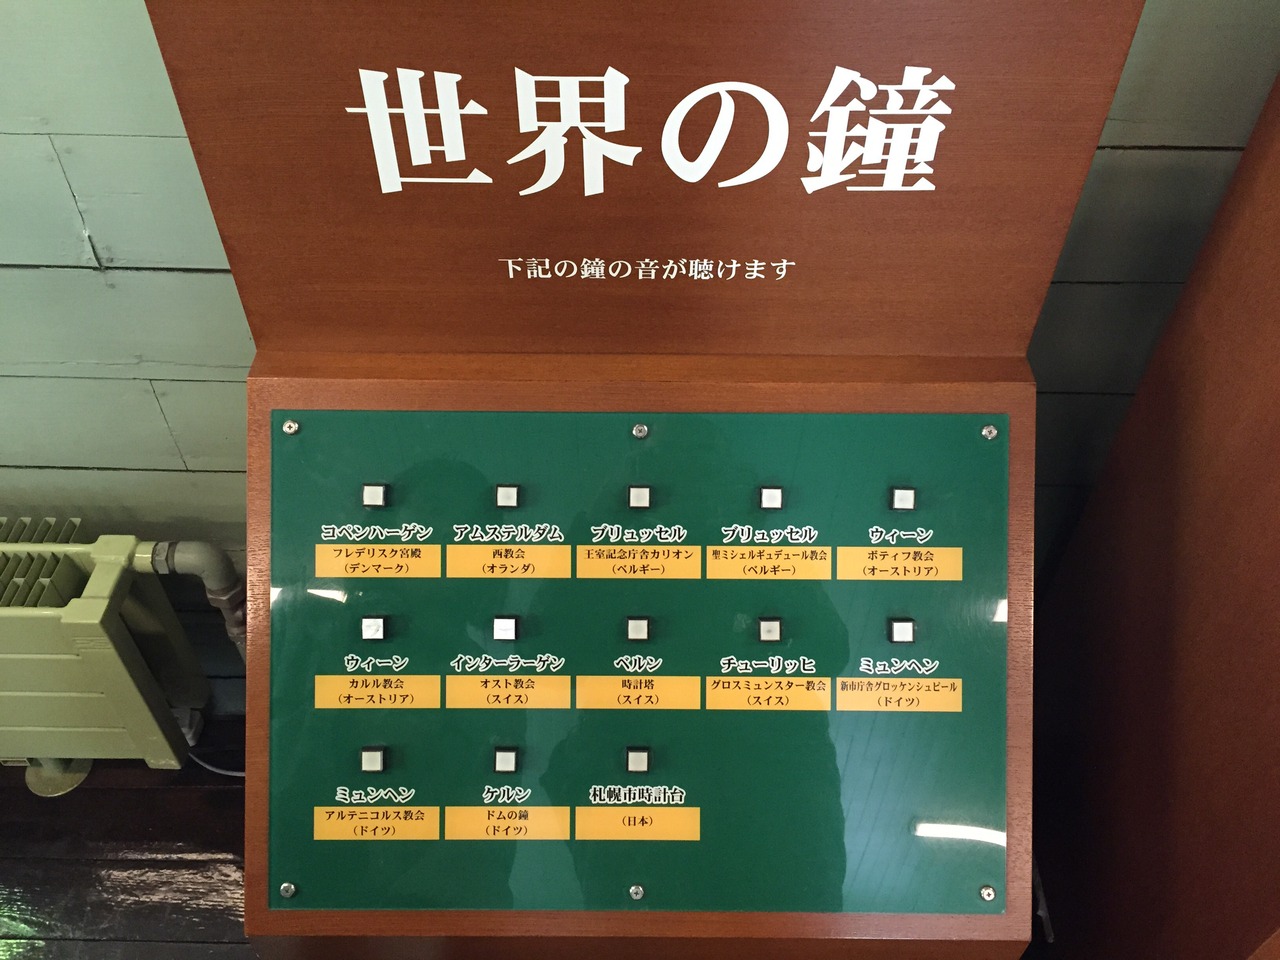 世界の鐘
下記の鐘の音が聴けます
コペンハーゲン
フレデリスク宮殿
（デンマーク）
アムステルダム
西教会
（オランダ）
ブリュッセル
王室記念庁舎カリオン
（ベルギー）
ブリュッセル
聖ミシェルギュデュール教会
（ベルギー）
ウィーン
ボティフ教会
（オーストリア）
ウィーン
カルル教会
（オーストリア）
インターラーゲン
オスト教会
（スイス）
ベルン
時計塔
（スイス）
チューリッヒ
グロスミュンスター教会
（スイス）
ミュンヘン
新市庁舎グロッケンシュピール
（ドイツ）
ミュンヘン
アルテニコルス教会
（ドイツ）
ケルン
ドムの鐘
（ドイツ）
札幌市時計台
（日本）